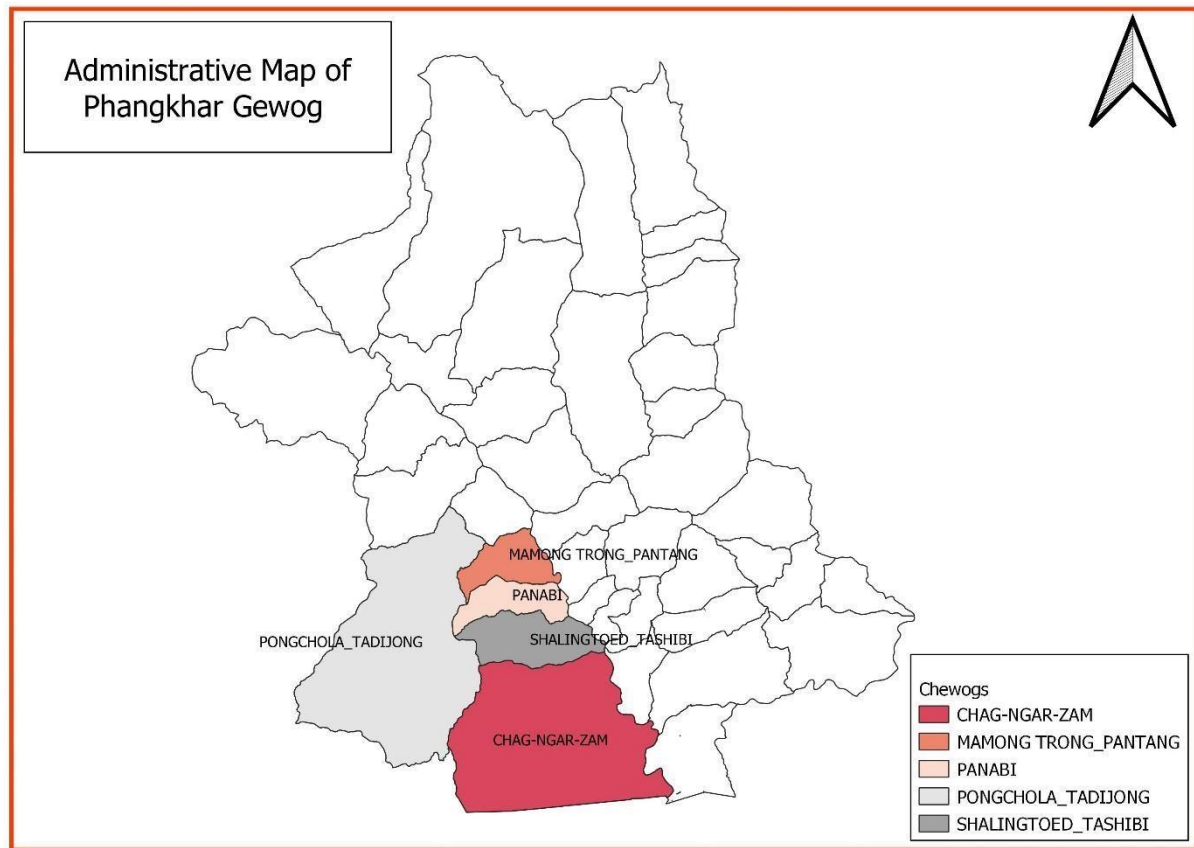 Administrative Map of
Phangkhar Gewog
MAMONG TRONG_PANTANG
PANABI
SHALINGTOED_TASHIBI
PONGCHOLA_TADIJONG
CHAG-NGAR-ZAM
Chewogs
CHAG-NGAR-ZAM
MAMONG TRONG_PANTANG
PANABI
PONGCHOLA_TADIJONG
SHALINGTOED_TASHIBI